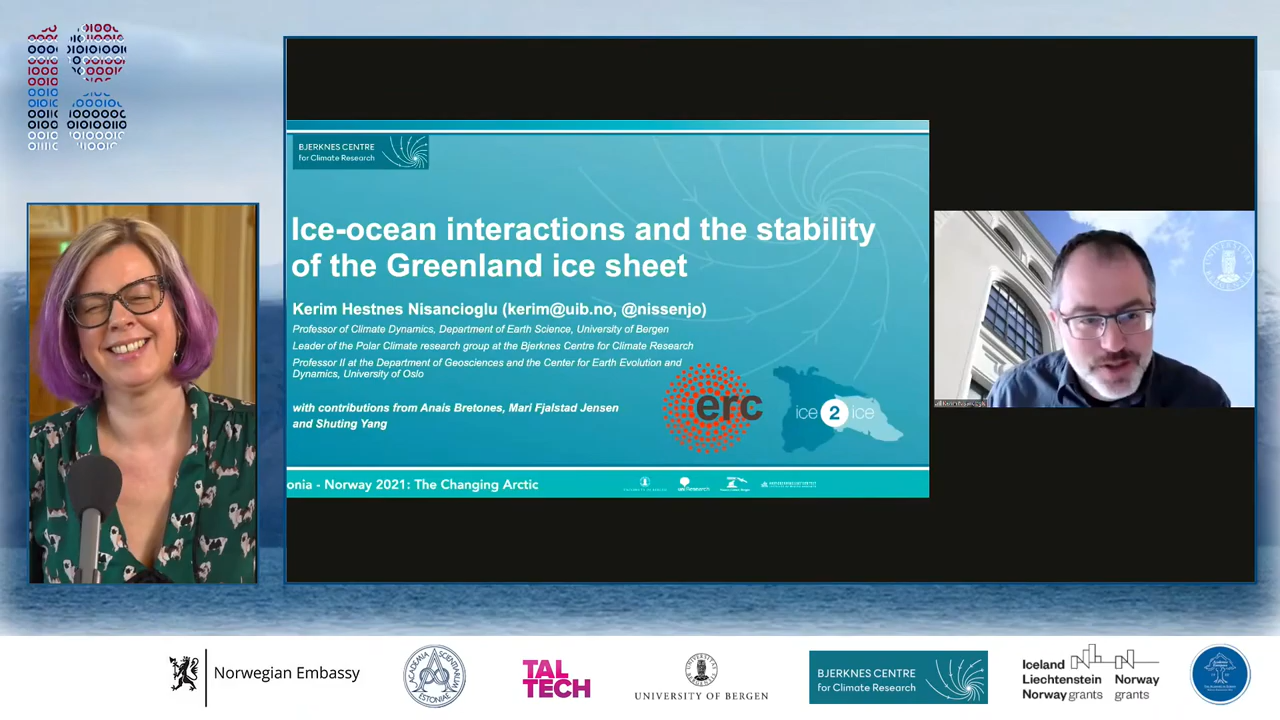 BJERKNES CENTRE
for Climate Research
Ice-ocean interactions and the stability
of the Greenland ice sheet
Kerim Hestnes Nisancioglu (kerim@uib.no, @nissenjo)
Professor of Climate Dynamics, Department of Earth Science, University of Bergen
Leader of the Polar Climate research group at the Bjerknes Centre for Climate Research
Professor II at the Department of Geosciences and the Center for Earth Evolution and
Dynamics, University of Oslo
with contributions from Anais Bretones, Mari Fjalstad Jensen
and Shuting Yang
erc
ice 2 ice
onia - Norway 2021: The Changing Arctic
Norwegian Embassy
ACADEMIA SCIENTIARUM ESTONICA
TAL
TECH
UNIVERSITY OF BERGEN
BJERKNES CENTRE
for Climate Research
Iceland
Liechtenstein
Norway grants
Norway
grants